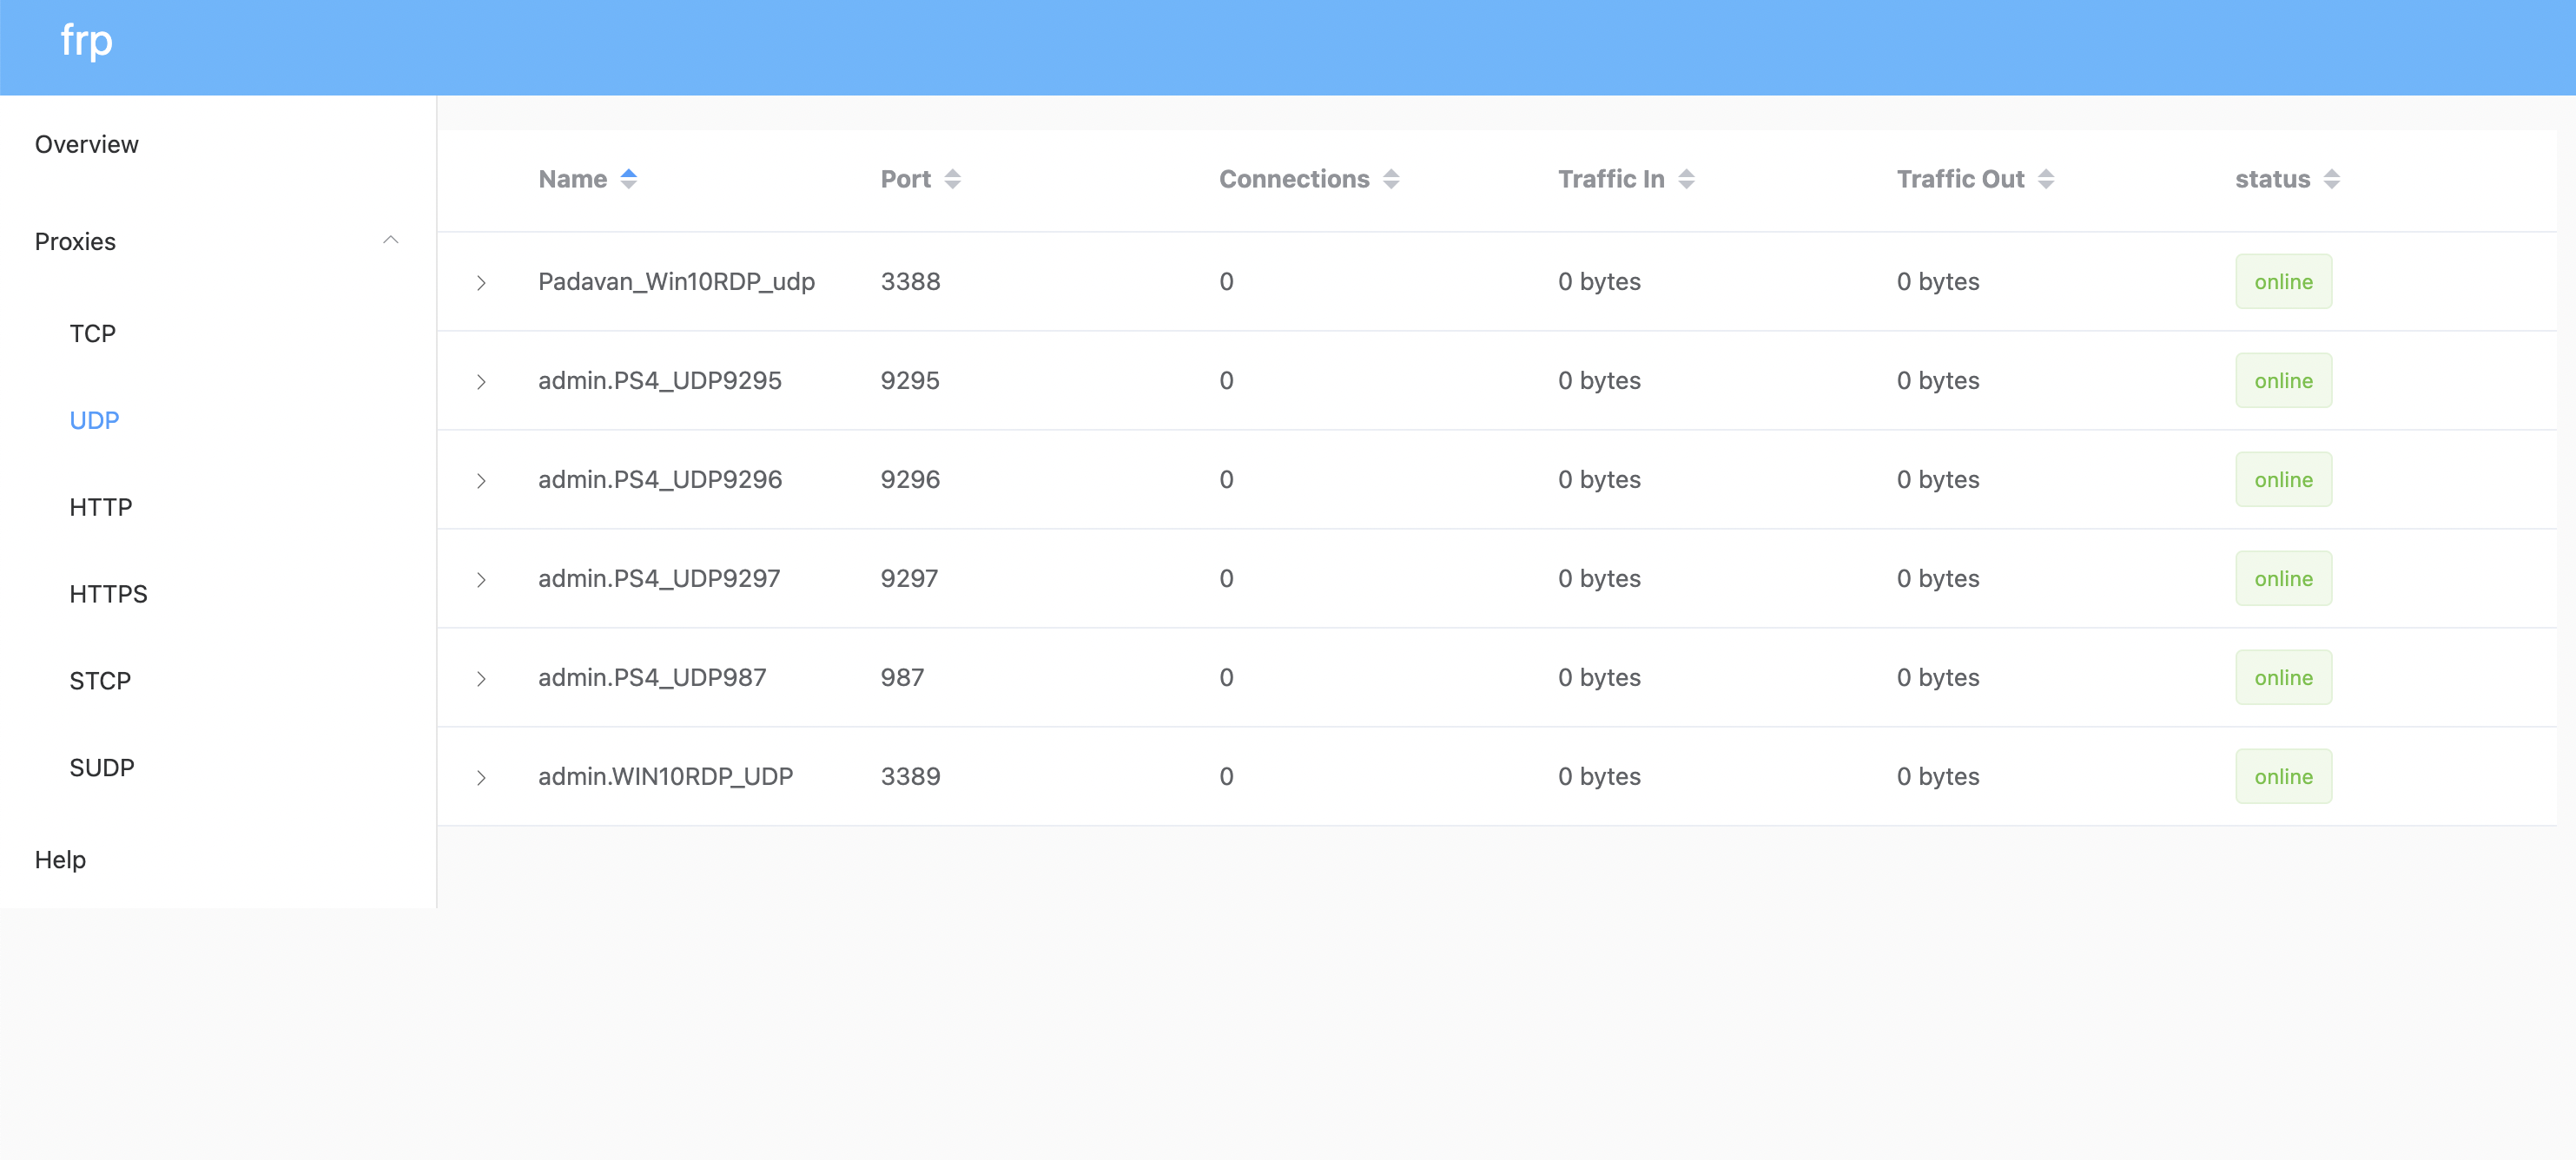 frp
Overview
Proxies
TCP
UDP
HTTP
HTTPS
STCP
SUDP
Help
Name Port Connections Traffic In Traffic Out status
Padavan_Win10RDP_udp 3388 0 0 bytes 0 bytes online
admin.PS4_UDP9295 9295 0 0 bytes 0 bytes online
admin.PS4_UDP9296 9296 0 0 bytes 0 bytes online
admin.PS4_UDP9297 9297 0 0 bytes 0 bytes online
admin.PS4_UDP987 987 0 0 bytes 0 bytes online
admin.WIN10RDP_UDP 3389 0 0 bytes 0 bytes online